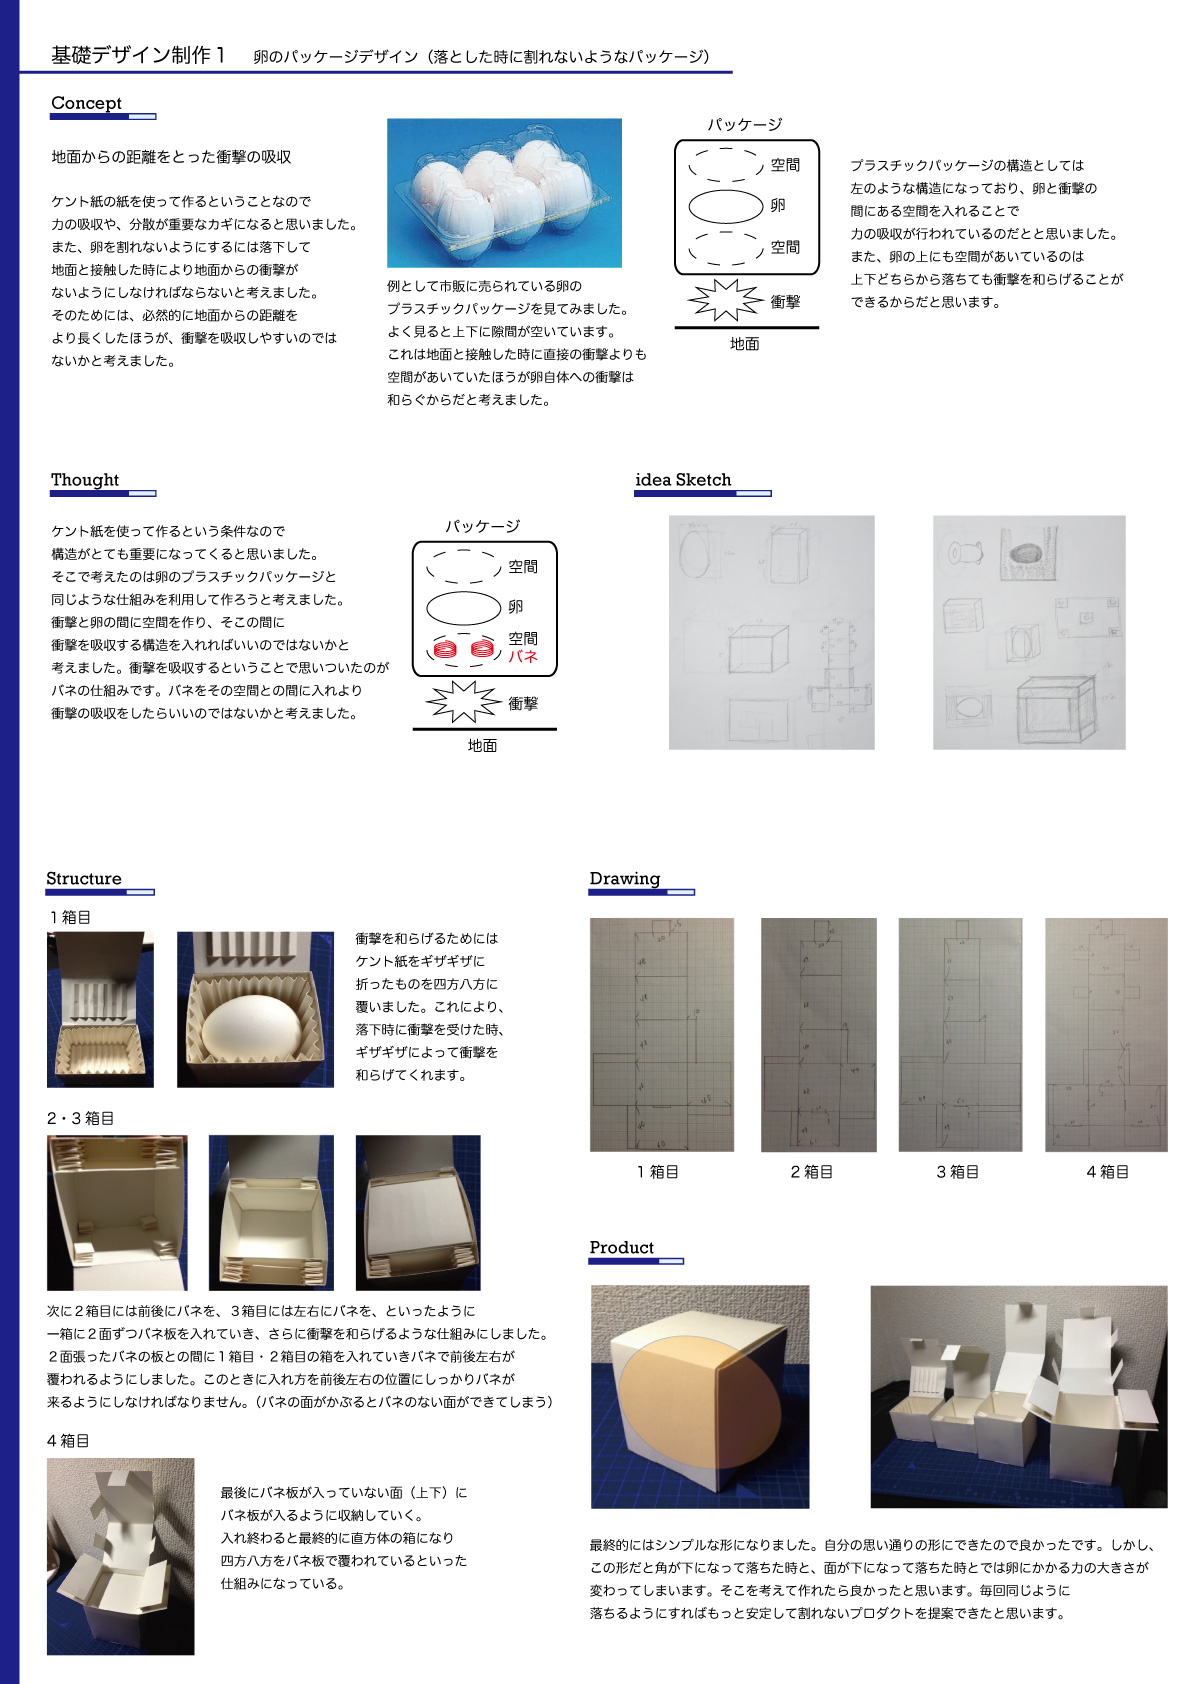 基礎デザイン制作１　卵のパッケージデザイン（落とした時に割れないようなパッケージ）
Concept
地面からの距離をとった衝撃の吸収
ケント紙の紙を使って作るということなので
力の吸収や、分散が重要なカギになると思いました。
また、卵を割れないようにするには落下して
地面と接触した時により地面からの衝撃が
ないようにしなければならないと考えました。
そのためには、必然的に地面からの距離を
より長くしたほうが、衝撃を吸収しやすいのでは
ないかと考えました。
例として市販に売られている卵の
プラスチックパッケージを見てみました。
よく見ると上下に隙間が空いています。
これは地面と接触した時に直接の衝撃よりも
空間があいていたほうが卵自体への衝撃は
和らぐからだと考えました。
パッケージ
空間
卵
空間
衝撃
地面
プラスチックパッケージの構造としては
左のような構造になっており、卵と衝撃の
間にある空間を入れることで
力の吸収が行われているのだとと思いました。
また、卵の上にも空間があいているのは
上下どちらから落ちても衝撃を和らげることが
できるからだと思います。
Thought
ケント紙を使って作るという条件なので
構造がとても重要になってくると思いました。
そこで考えたのは卵のプラスチックパッケージと
同じような仕組みを利用して作ろうと考えました。
衝撃と卵の間に空間を作り、そこの間に
衝撃を吸収する構造を入れればいいのではないかと
考えました。衝撃を吸収するということで思いついたのが
バネの仕組みです。バネをその空間との間に入れより
衝撃の吸収をしたらいいのではないかと考えました。
パッケージ
空間
卵
空間
バネ
衝撃
地面
idea Sketch
Structure
１箱目
衝撃を和らげるためには
ケント紙をギザギザに
折ったものを四方八方に
覆いました。これにより、
落下時に衝撃を受けた時、
ギザギザによって衝撃を
和らげてくれます。
２・３箱目
次に２箱目には前後にバネを、３箱目には左右にバネを、といったように
一箱に２面ずつバネ板を入れていき、さらに衝撃を和らげるような仕組みにしました。
２面張ったバネの板との間に１箱目・２箱目の箱を入れていきバネで前後左右が
覆われるようにしました。このときに入れ方を前後左右の位置にしっかりバネが
来るようにしなければなりません。（バネの面がかぶるとバネのない面ができてしまう）
４箱目
最後にバネ板が入っていない面（上下）に
バネ板が入るように収納していく。
入れ終わると最終的に直方体の箱になり
四方八方をバネ板で覆われているといった
仕組みになっている。
Drawing
１箱目
２箱目
３箱目
４箱目
Product
最終的にはシンプルな形になりました。自分の思い通りの形にできたので良かったです。しかし、
この形だと角が下になって落ちた時と、面が下になって落ちた時とでは卵にかかる力の大きさが
変わってしまいます。そこを考えて作れたら良かったと思います。毎回同じように
落ちるようにすればもっと安定して割れないプロダクトを提案できたと思います。